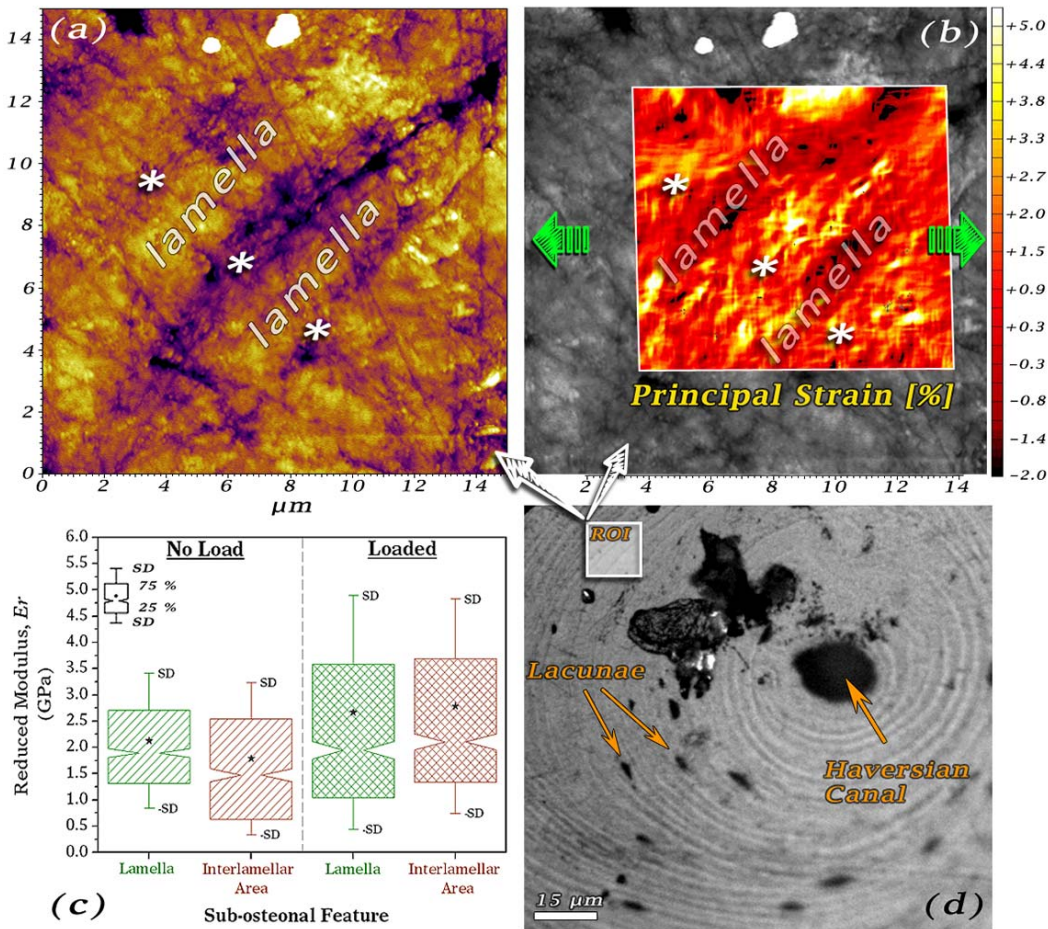 (a)
lamella
lamella
*
*
*
0
2
4
6
8
10
12
14
0
2
4
6
8
10
12
14
µm
(b)
lamella
lamella
*
*
*
Principal Strain [%]
4
6
8
10
12
14
+5.0
+4.4
+3.8
+3.2
+2.7
+2.0
+1.5
+0.9
+0.3
-0.3
-0.8
-1.4
-2.0
(c)
No Load
Loaded
SD
75 %
25 %
SD
SD
-SD
SD
-SD
SD
-SD
SD
-SD
6.0
5.5
5.0
4.5
4.0
3.5
3.0
2.5
2.0
1.5
1.0
0.5
0.0
Reduced Modulus, Er
(GPa)
Lamella
Interlamellar
Area
Lamella
Interlamellar
Area
Sub-osteonal Feature
ROI
Lacunae
Haversian
Canal
15 µm
(d)